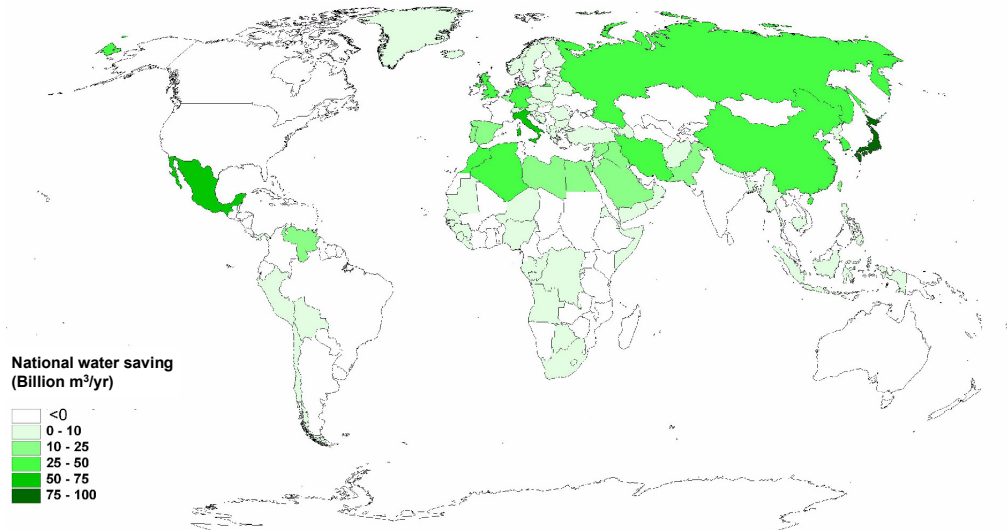 National water saving
(Billion m³/yr)
<0
0 - 10
10 - 25
25 - 50
50 - 75
75 - 100